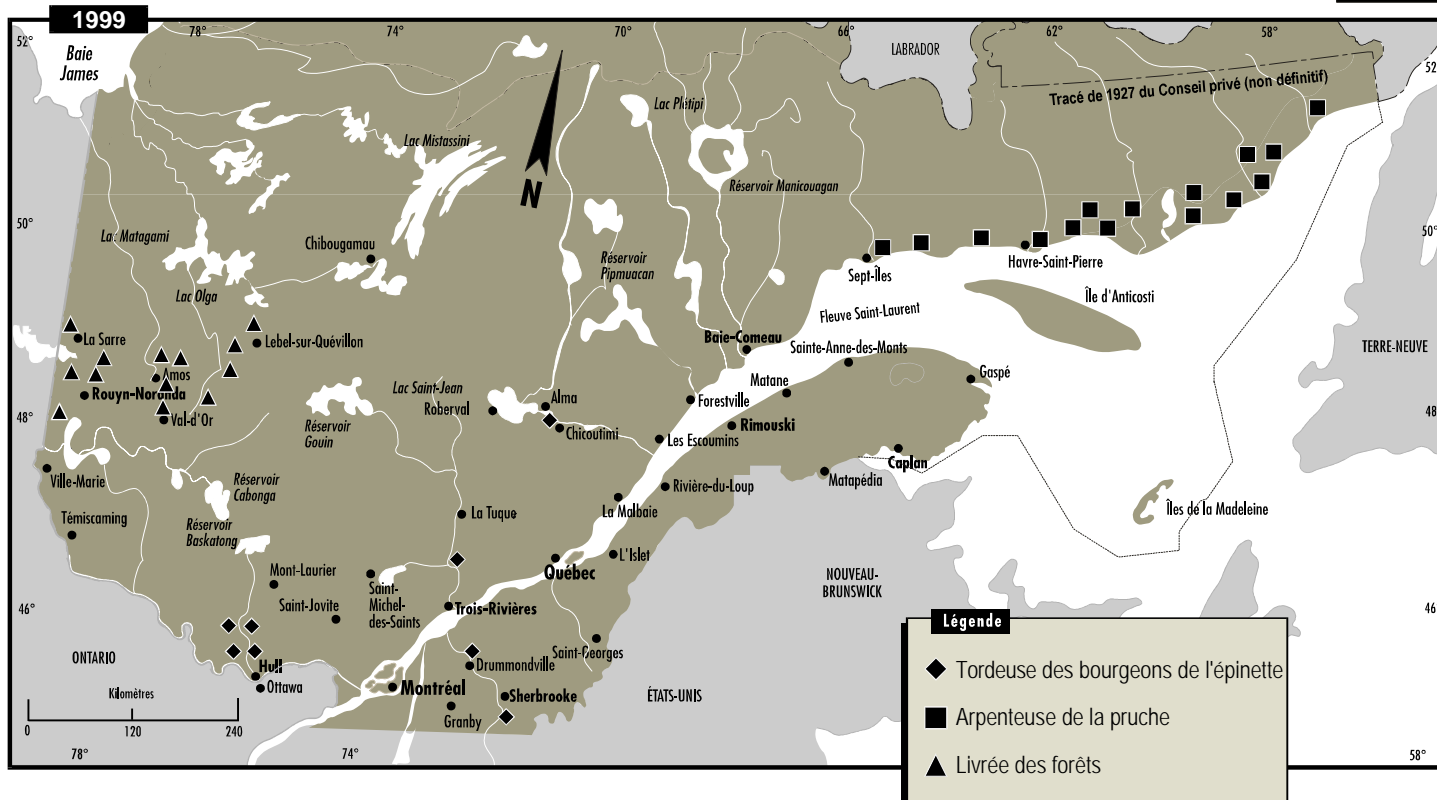 1999
52°
78°
74°
70°
66°
62°
58°
52
Baie
James
LABRADOR
Tracé de 1927 du Conseil privé (non définitif)
Lac Plétipi
Lac Mistassini
N
Réservoir Manicouagan
50°
50°
Lac Matagami
Chibougamau
Réservoir
Pipmuacan
Sept-Îles
Havre-Saint-Pierre
Lac Olga
Île d'Anticosti
Fleuve Saint-Laurent
La Sarre
Lebel-sur-Quévillon
Baie-Comeau
Sainte-Anne-des-Monts
TERRE-NEUVE
Amos
Rouyn-Noranda
Lac Saint-Jean
Roberval
Alma
Matane
Gaspé
Forestville
48°
48
Val-d'Or
Réservoir
Gouin
Chicoutimi
Rimouski
Les Escoumins
Caplan
Ville-Marie
Réservoir
Cabonga
Matapédia
Rivière-du-Loup
Îles de la Madeleine
Témiscaming
Réservoir
Baskatong
La Tuque
La Malbaie
L'Islet
Québec
Mont-Laurier
Saint-Jovite
Saint-
Michel-
des-Saints
NOUVEAU-
BRUNSWICK
46°
46
Trois-Rivières
ONTARIO
Hull
Ottawa
Saint-Georges
Drummondville
Montréal
Sherbrooke
Granby
ÉTATS-UNIS
Kilomètres
0
120
240
78°
74°
58°
Légende
Tordeuse des bourgeons de l'épinette
Arpenteuse de la pruche
Livrée des forêts